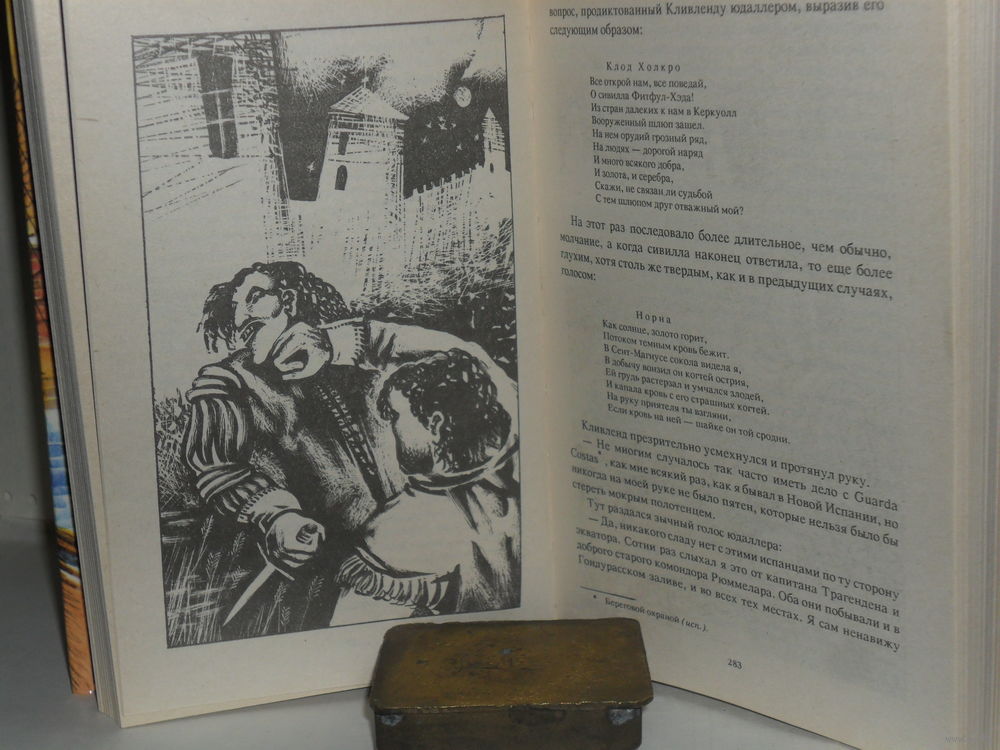 вопрос, продиктованный Кливленду юдаллером, выразив его
следующим образом:
Клод Холкро
Все открой нам, все поведай,
О сивилла Фитфул-Хэда!
Из стран далеких к нам в Керкуолл
Вооруженный шлюп зашел.
На нем орудий грозный ряд,
На людях — дорогой наряд
И много всякого добра,
И золота, и серебра,
Скажи, не связан ли судьбой
С тем шлюпом друг отважный мой?
На этот раз последовало более длительное, чем обычно,
молчание, а когда сивилла наконец ответила, то еще более
глухим, хотя столь же твердым, как и в предыдущих случаях,
голосом:
Норна
Как солнце, золото горит,
Потоком темным кровь бежит.
В Сент-Магнусе сокола видела я,
В добычу вонзил он когтей острия,
Ей грудь растерзал и умчался злодей,
И капала кровь с его страшных когтей.
На руку приятеля ты взгляни,
Если кровь на ней — шайке он той сродни.
Кливленд презрительно усмехнулся и протянул руку.
— Не многим случалось так часто иметь дело с Guarda
Costas*, как мне всякий раз, как я бывал в Новой Испании, но
никогда на моей руке не было пятен, которые нельзя было бы
стереть мокрым полотенцем.
Тут раздался зычный голос юдаллера:
— Да, никакого сладу нет с этими испанцами по ту сторону
экватора. Сотни раз слыхал я это от капитана Трагендена и
доброго старого комондора Рюммелара. Оба они побывали и в
Гондурасском заливе, и во всех тех местах. Я сам ненавижу
* Береговой охраной (исп.).
283